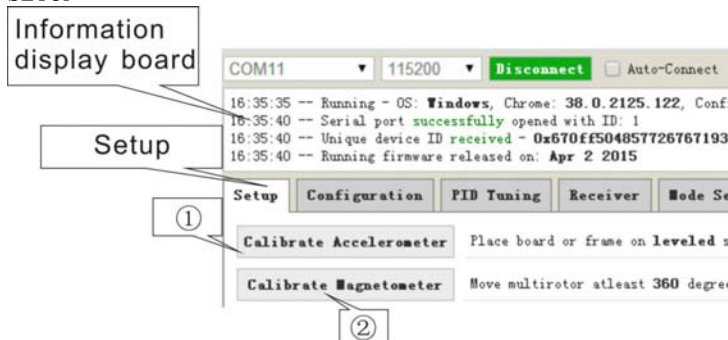 Information
display board
COM11 115200 Disconnect Auto-Connect
16:35:35 -- Running - OS: Windows, Chrome: 38.0.2125.122, Conf
16:35:40 -- Serial port successfully opened with ID: 1
16:35:40 -- Unique device ID received - 0x670ff504857726767193
16:35:40 -- Running firmware released on: Apr 2 2015
Setup
Setup Configuration PID Tuning Receiver Mode Se
①
Calibrate Accelerometer Place board or frame on leveled s
Calibrate Magnetometer Move multirotor atleast 360 degree
②